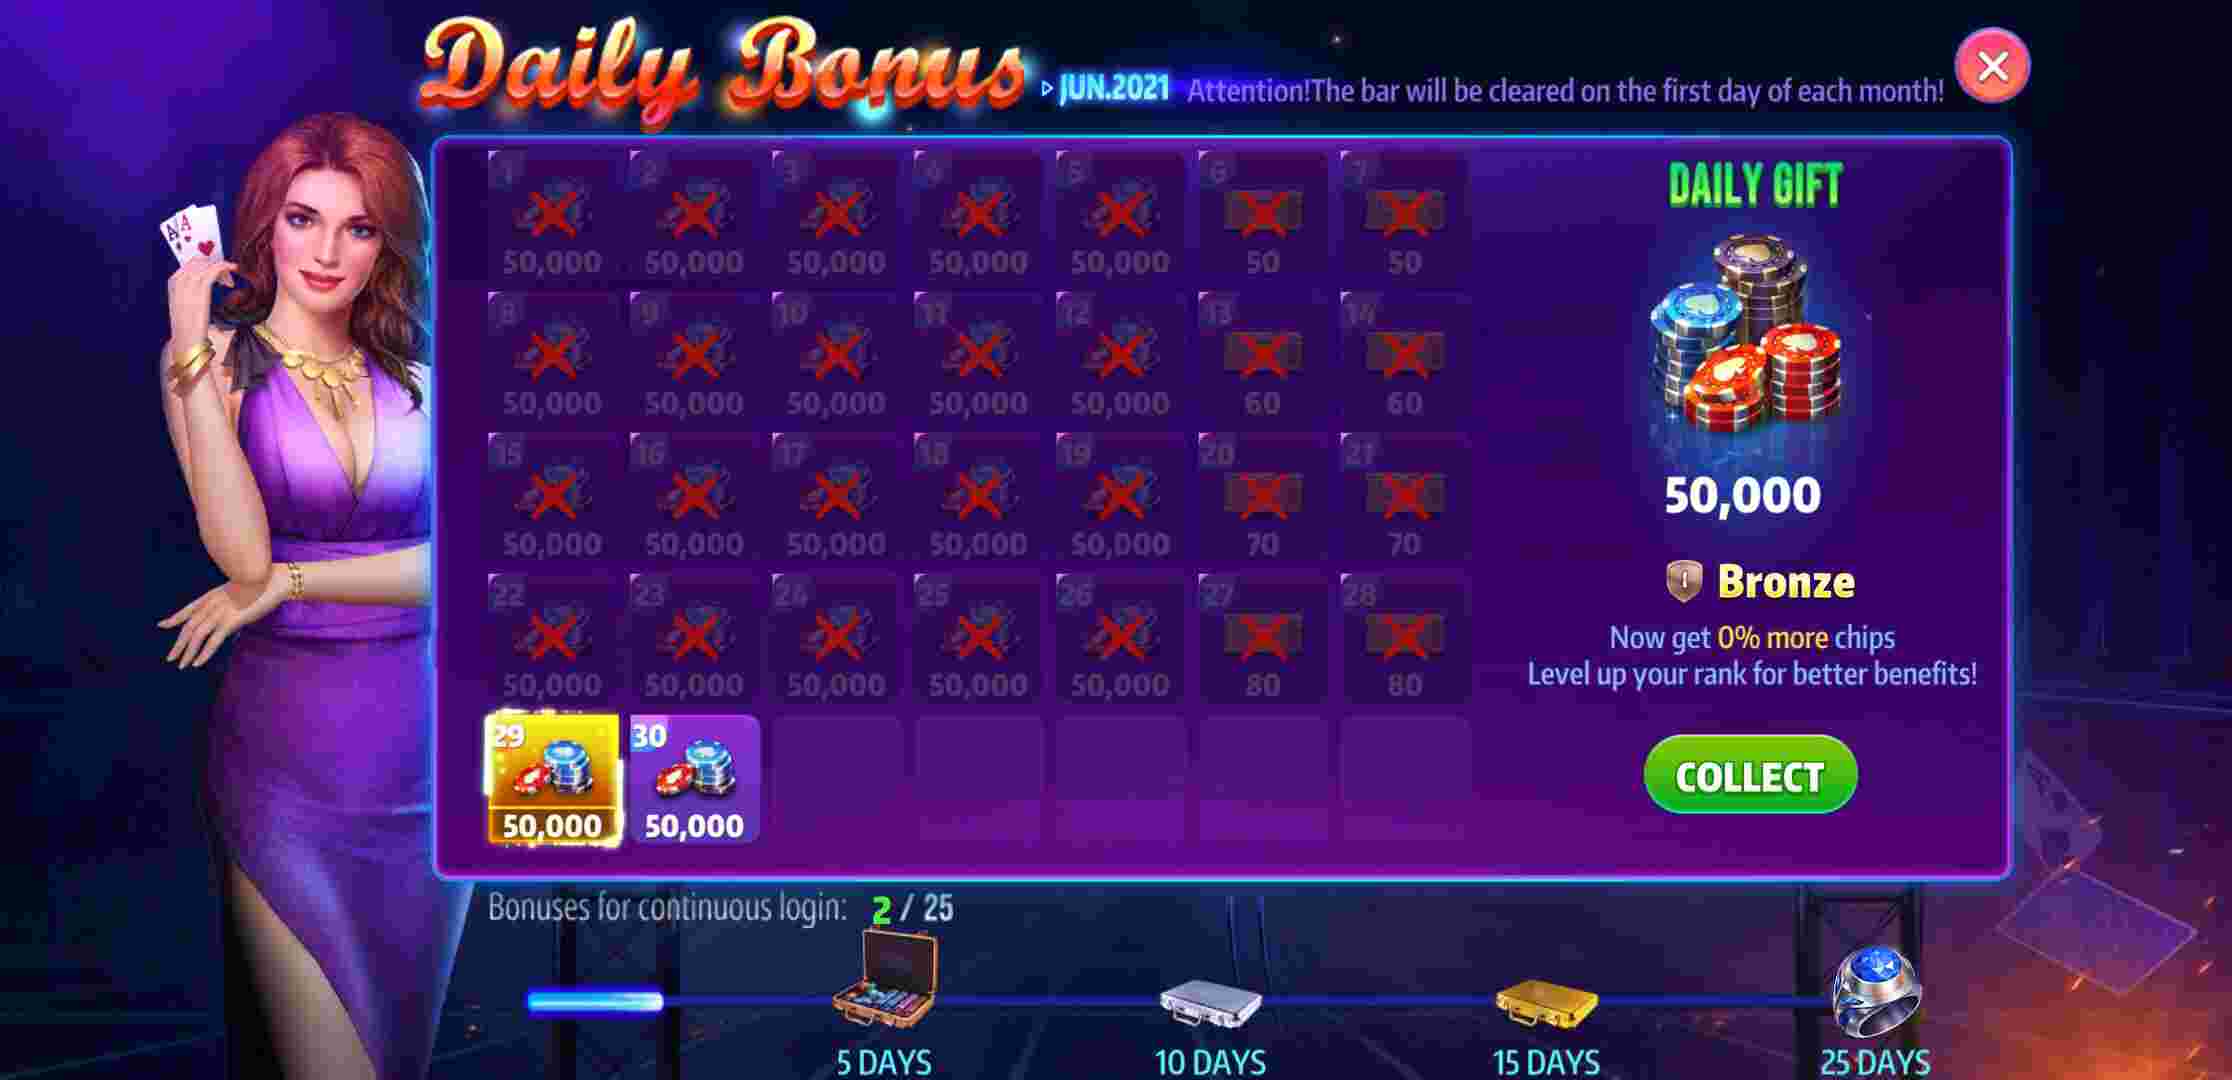 Daily Bonus
JUN.2021
Attention!The bar will be cleared on the first day of each month!
A A
1 2 3 4 5 6 7
50,000 50,000 50,000 50,000 50,000 50 50
8 9 10 11 12 13 14
50,000 50,000 50,000 50,000 50,000 60 60
15 16 17 18 19 20 21
50,000 50,000 50,000 50,000 50,000 70 70
22 23 24 25 26 27 28
50,000 50,000 50,000 50,000 50,000 80 80
29 30
50,000 50,000
DAILY GIFT
50,000
Bronze
Now get 0% more chips
Level up your rank for better benefits!
COLLECT
Bonuses for continuous login: 2 / 25
5 DAYS 10 DAYS 15 DAYS 25 DAYS